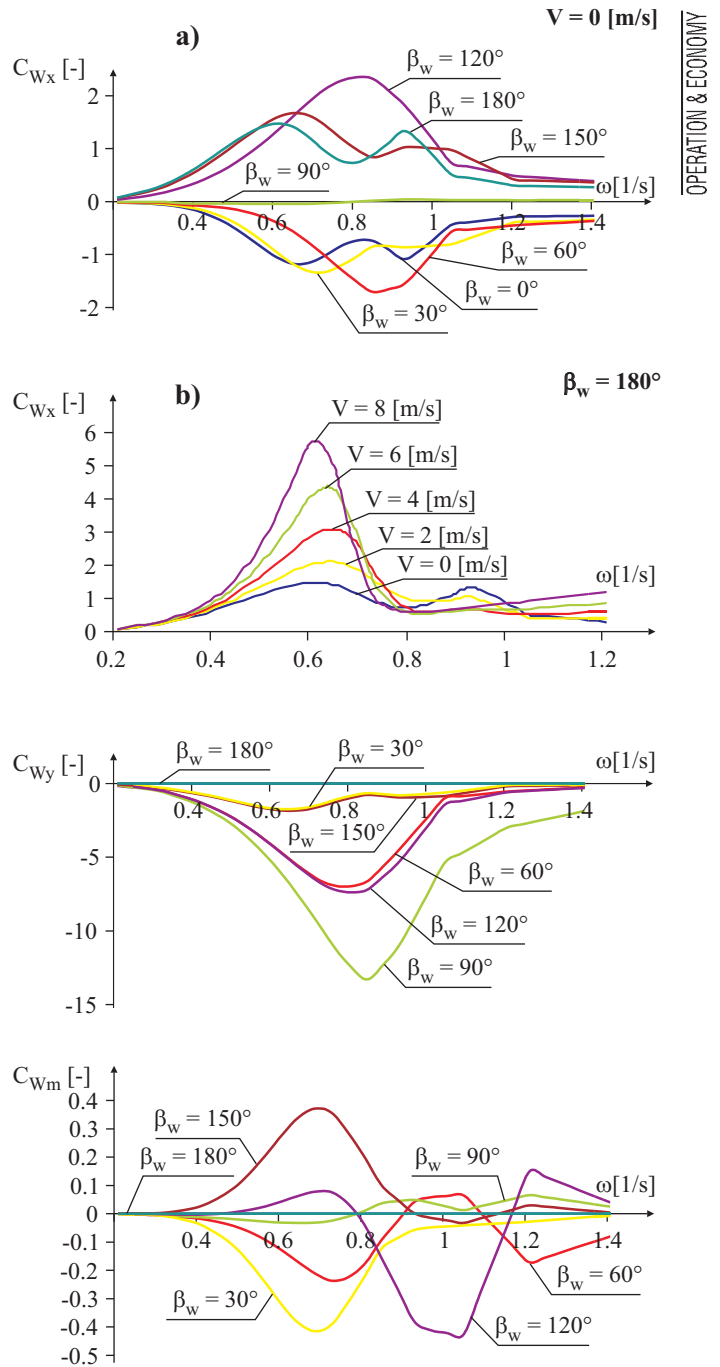 V = 0 [m/s]
OPERATION & ECONOMY
a)
C_Wx [-]
β_w = 120°
β_w = 180°
β_w = 150°
β_w = 90°
ω[1/s]
2
1
0
-1
-2
0.4 0.6 0.8 1 1.2 1.4
β_w = 60°
β_w = 0°
β_w = 30°
C_Wx [-]
b)
β_w = 180°
V = 8 [m/s]
V = 6 [m/s]
V = 4 [m/s]
V = 2 [m/s]
V = 0 [m/s]
ω[1/s]
6
5
4
3
2
1
0
0.2 0.4 0.6 0.8 1 1.2
C_Wy [-]
β_w = 180°
β_w = 30°
ω[1/s]
0
-5
-10
-15
0.4 0.6 0.8 1.0 1.2 1.4
β_w = 150°
β_w = 60°
β_w = 120°
β_w = 90°
C_Wm [-]
β_w = 150°
β_w = 180°
β_w = 90°
ω[1/s]
0.4
0.3
0.2
0.1
0
-0.1
-0.2
-0.3
-0.4
-0.5
0.4 0.6 0.8 1.0 1.2 1.4
β_w = 60°
β_w = 30°
β_w = 120°